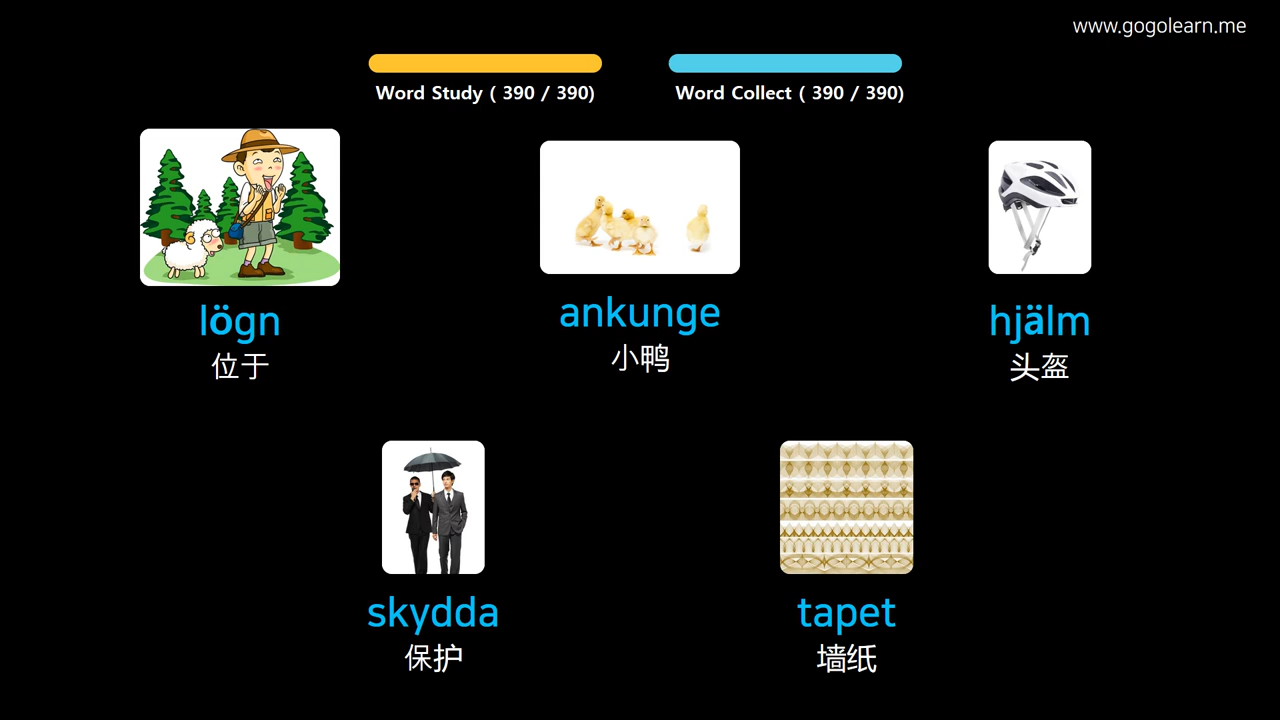 www.gogolearn.me
Word Study ( 390 / 390)
Word Collect ( 390 / 390)
lögn
位于
ankunge
小鸭
hjälm
头盔
skydda
保护
tapet
墙纸